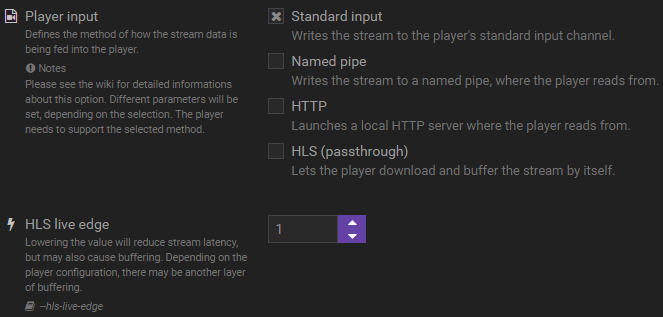 Player input
Defines the method of how the stream data is
being fed into the player.
Notes
Please see the wiki for detailed informations
about this option. Different parameters will be
set, depending on the selection. The player
needs to support the selected method.
Standard input
Writes the stream to the player's standard input channel.
Named pipe
Writes the stream to a named pipe, where the player reads from.
HTTP
Launches a local HTTP server where the player reads from.
HLS (passthrough)
Lets the player download and buffer the stream by itself.
HLS live edge
Lowering the value will reduce stream latency,
but may also cause buffering. Depending on the
player configuration, there may be another layer
of buffering.
--hls-live-edge
1